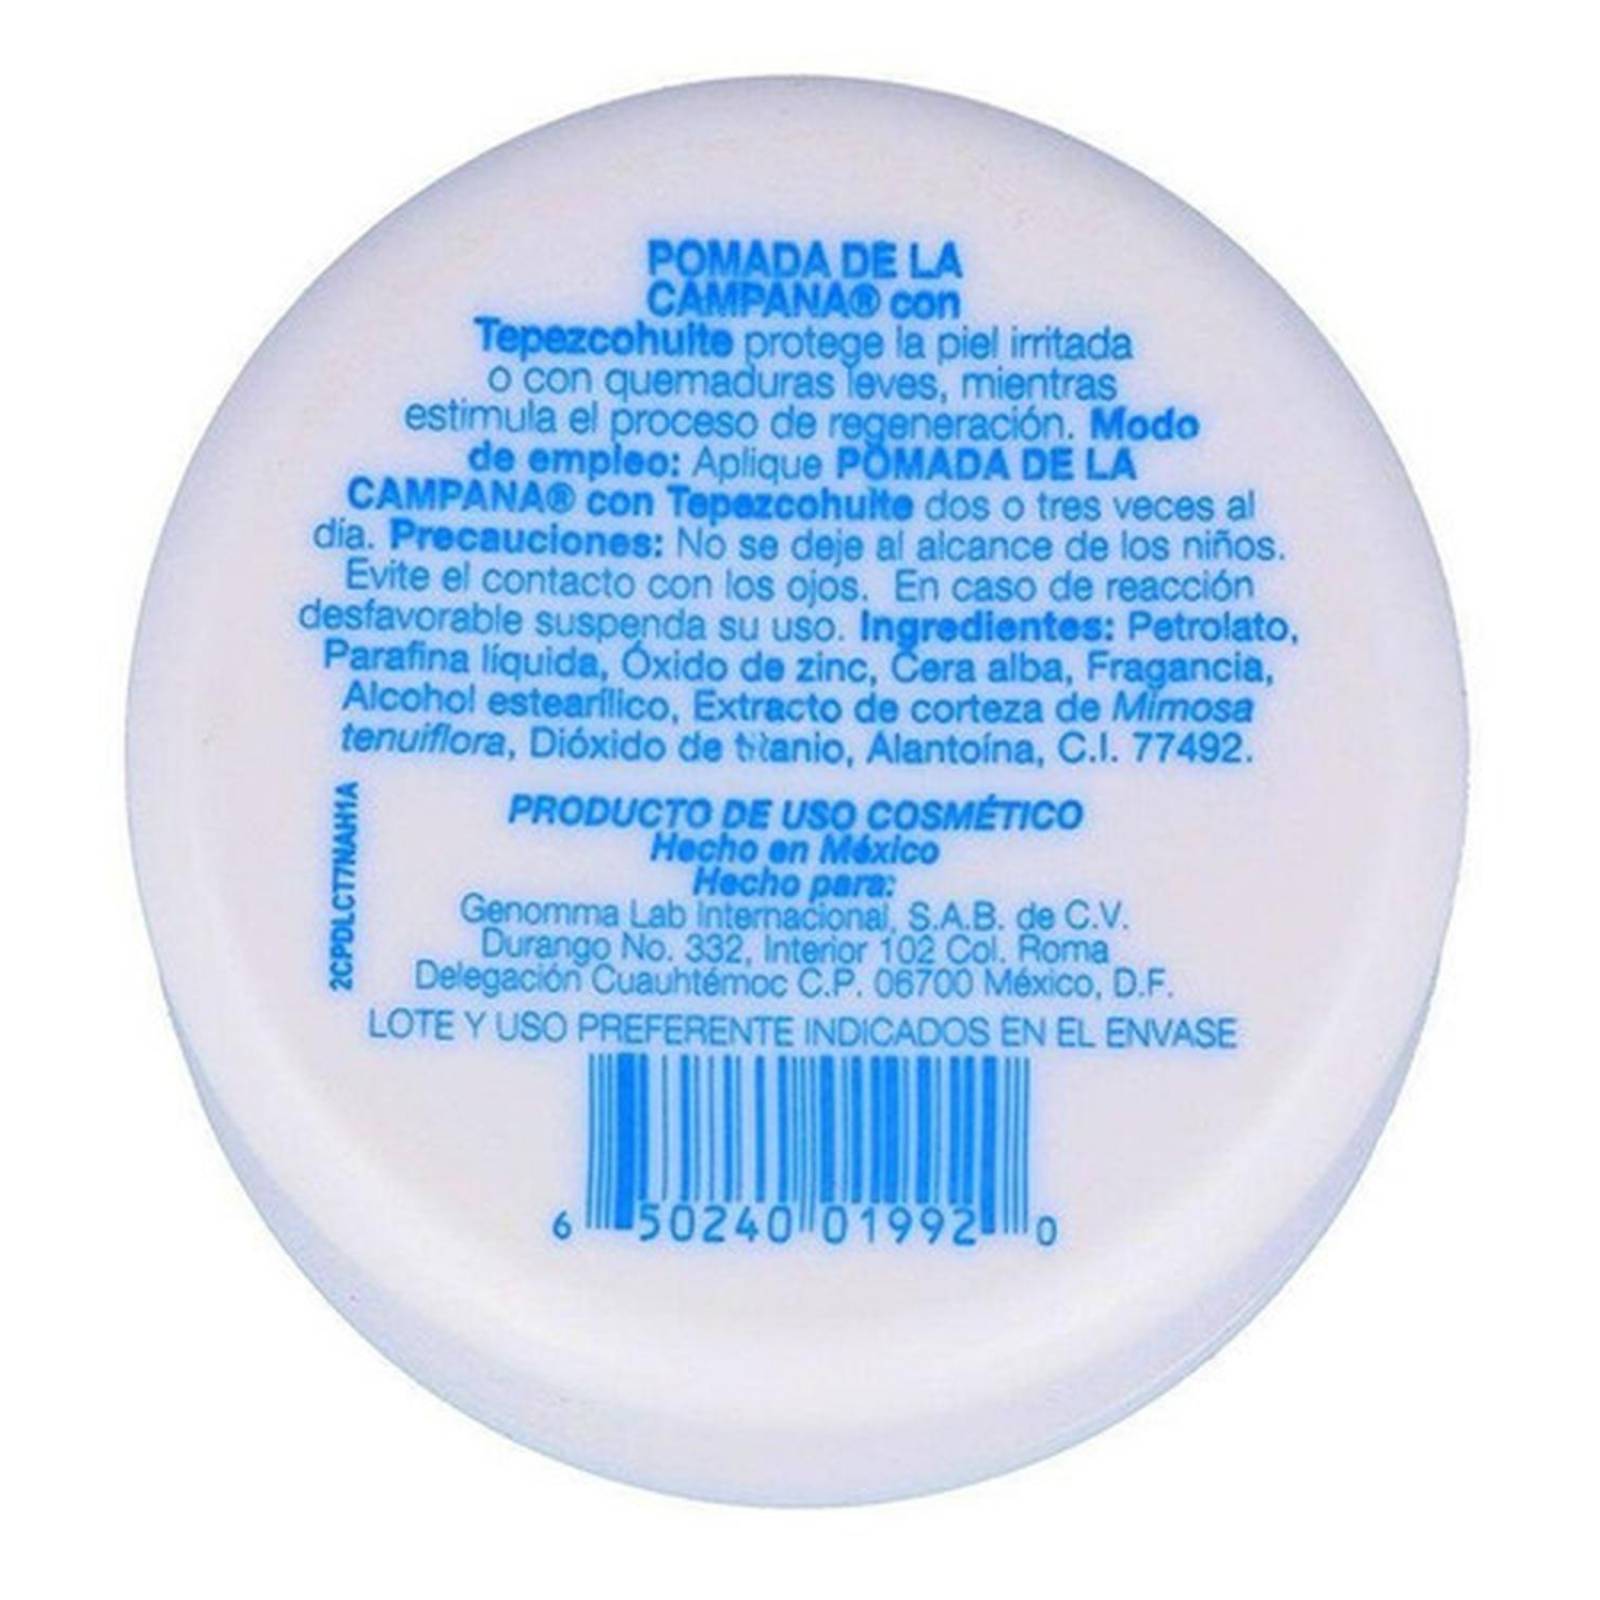 POMADA DE LA
CAMPANA® con
Tepezcohuite protege la piel irritada
o con quemaduras leves, mientras
estimula el proceso de regeneración. Modo
de empleo: Aplique POMADA DE LA
CAMPANA® con Tepezcohuite dos o tres veces al
día. Precauciones: No se deje al alcance de los niños.
Evite el contacto con los ojos. En caso de reacción
desfavorable suspenda su uso. Ingredientes: Petrolato,
Parafina líquida, Óxido de zinc, Cera alba, Fragancia,
Alcohol estearílico, Extracto de corteza de Mimosa
tenuiflora, Dióxido de titanio, Alantoína, C.I. 77492.
2CPDLCT7NAH1A
PRODUCTO DE USO COSMÉTICO
Hecho en México
Hecho para:
Genomma Lab Internacional, S.A.B. de C.V.
Durango No. 332, Interior 102 Col. Roma
Delegación Cuauhtémoc C.P. 06700 México, D.F.
LOTE Y USO PREFERENTE INDICADOS EN EL ENVASE
6 50240 01992 0